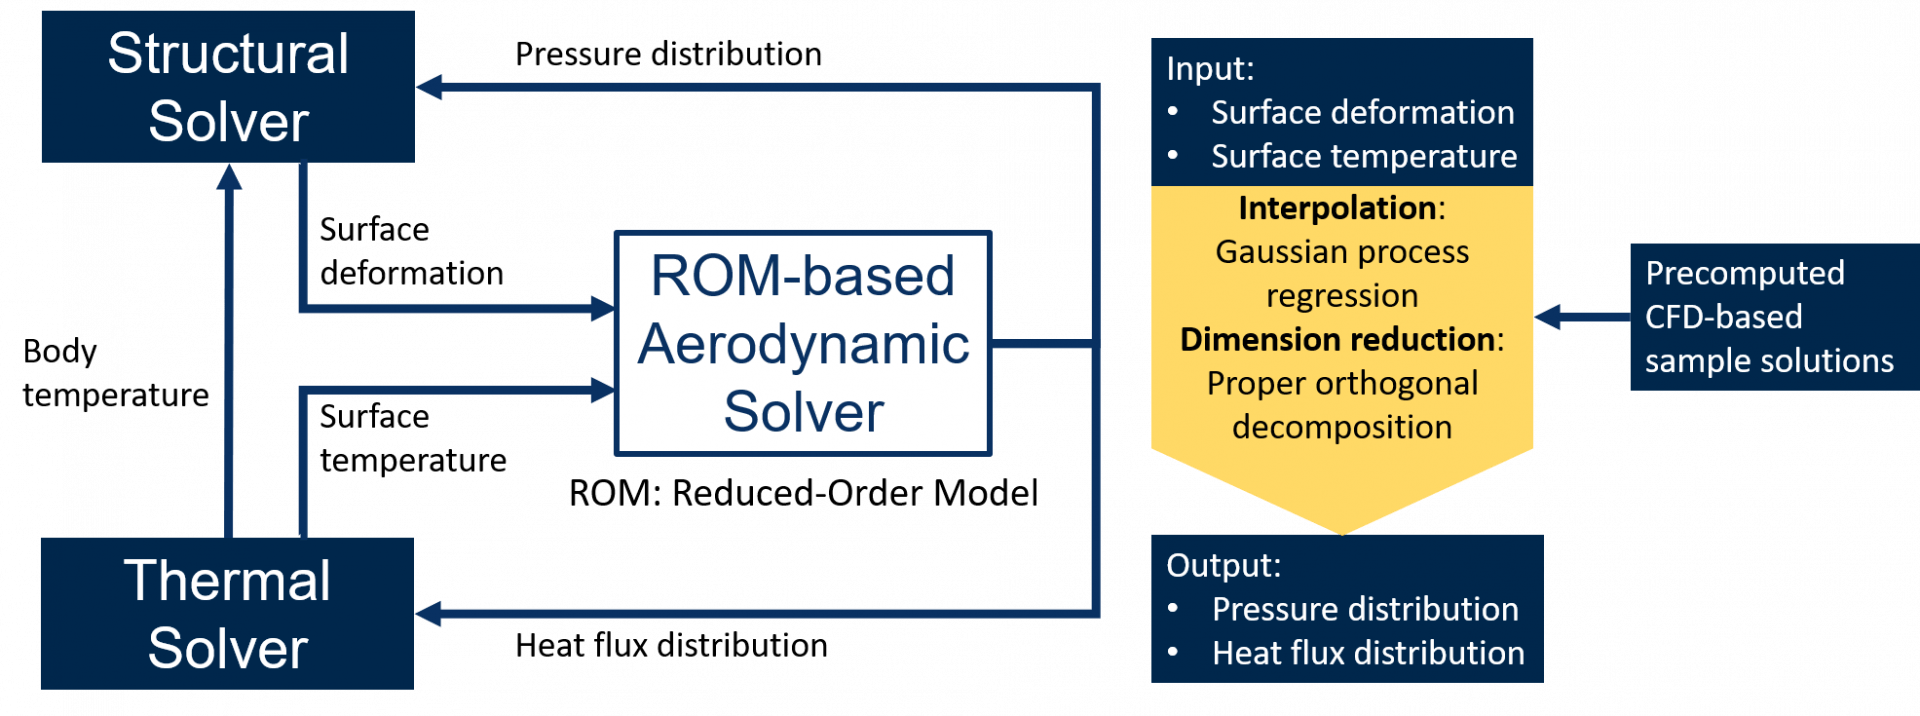 Structural
Solver
Pressure distribution
Surface
deformation
Body
temperature
Surface
temperature
ROM-based
Aerodynamic
Solver
ROM: Reduced-Order Model
Thermal
Solver
Heat flux distribution
Input:
• Surface deformation
• Surface temperature
Interpolation:
Gaussian process
regression
Dimension reduction:
Proper orthogonal
decomposition
Precomputed
CFD-based
sample solutions
Output:
• Pressure distribution
• Heat flux distribution